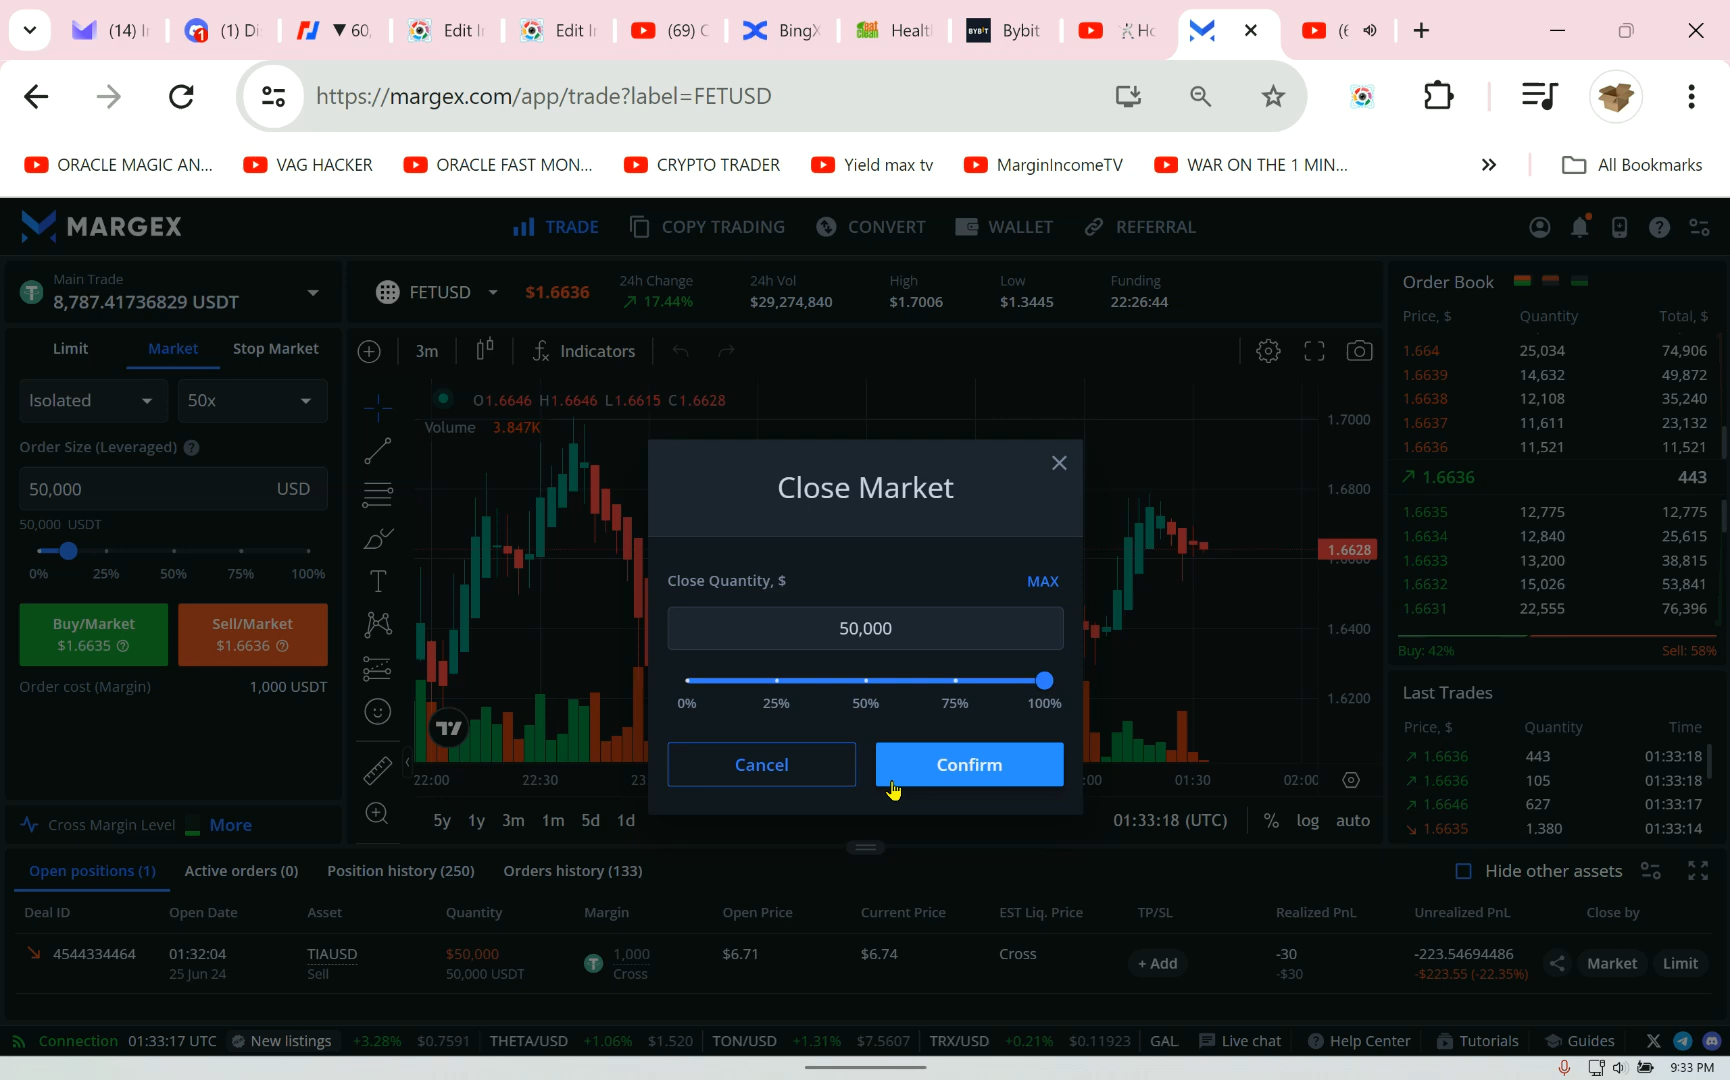 (14) I
(1) Di
▼ 60,
Edit Ir
Edit Ir
(69) C
BingX
Healt
BYBIT Bybit
Ho
https://margex.com/app/trade?label=FETUSD
ORACLE MAGIC AN...
VAG HACKER
ORACLE FAST MON...
CRYPTO TRADER
Yield max tv
MarginIncomeTV
WAR ON THE 1 MIN...
All Bookmarks
MARGEX
TRADE
COPY TRADING
CONVERT
WALLET
REFERRAL
Main Trade
8,787.41736829 USDT
FETUSD
$1.6636
24h Change
17.44%
24h Vol
$29,274,840
High
$1.7006
Low
$1.3445
Funding
22:26:44
Limit Market Stop Market
Isolated 50x
Order Size (Leveraged)
50,000 USD
50,000 USDT
0% 25% 50% 75% 100%
Buy/Market
$1.6635
Sell/Market
$1.6636
Order cost (Margin) 1,000 USDT
Cross Margin Level More
3m Indicators
O1.6646 H1.6646 L1.6615 C1.6628
Volume 3.847K
1.7000
1.6800
1.6628
1.6400
1.6200
22:00 22:30 23 :00 01:30 02:00
5y 1y 3m 1m 5d 1d
01:33:18 (UTC) % log auto
Close Market
Close Quantity, $ MAX
50,000
0% 25% 50% 75% 100%
Cancel Confirm
Order Book
Price, $ Quantity Total, $
1.664 25,034 74,906
1.6639 14,632 49,872
1.6638 12,108 35,240
1.6637 11,611 23,132
1.6636 11,521 11,521
1.6636 443
1.6635 12,775 12,775
1.6634 12,840 25,615
1.6633 13,200 38,815
1.6632 15,026 53,841
1.6631 22,555 76,396
Buy: 42% Sell: 58%
Last Trades
Price, $ Quantity Time
1.6636 443 01:33:18
1.6636 105 01:33:18
1.6646 627 01:33:17
1.6635 1.380 01:33:14
Open positions (1) Active orders (0) Position history (250) Orders history (133) Hide other assets
Deal ID Open Date Asset Quantity Margin Open Price Current Price EST Liq. Price TP/SL Realized PnL Unrealized PnL Close by
4544334464 01:32:04 TIAUSD $50,000 1,000 $6.71 $6.74 Cross + Add -30 -223.54694486 Market Limit
25 Jun 24 Sell 50,000 USDT Cross -$30 -$223.55 (-22.35%)
Connection 01:33:17 UTC New listings +3.28% $0.7591 THETA/USD +1.06% $1.520 TON/USD +1.31% $7.5607 TRX/USD +0.21% $0.11923 GAL Live chat Help Center Tutorials Guides
9:33 PM